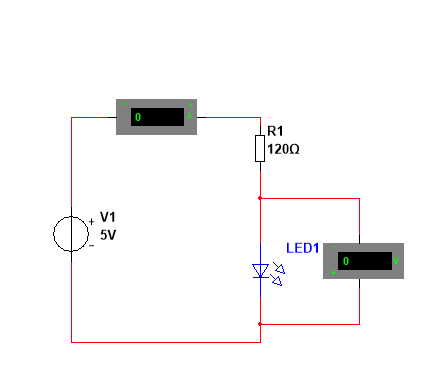 - +
0 A
R1
120Ω
V1
+ 5V
-
LED1
-
0 V
+